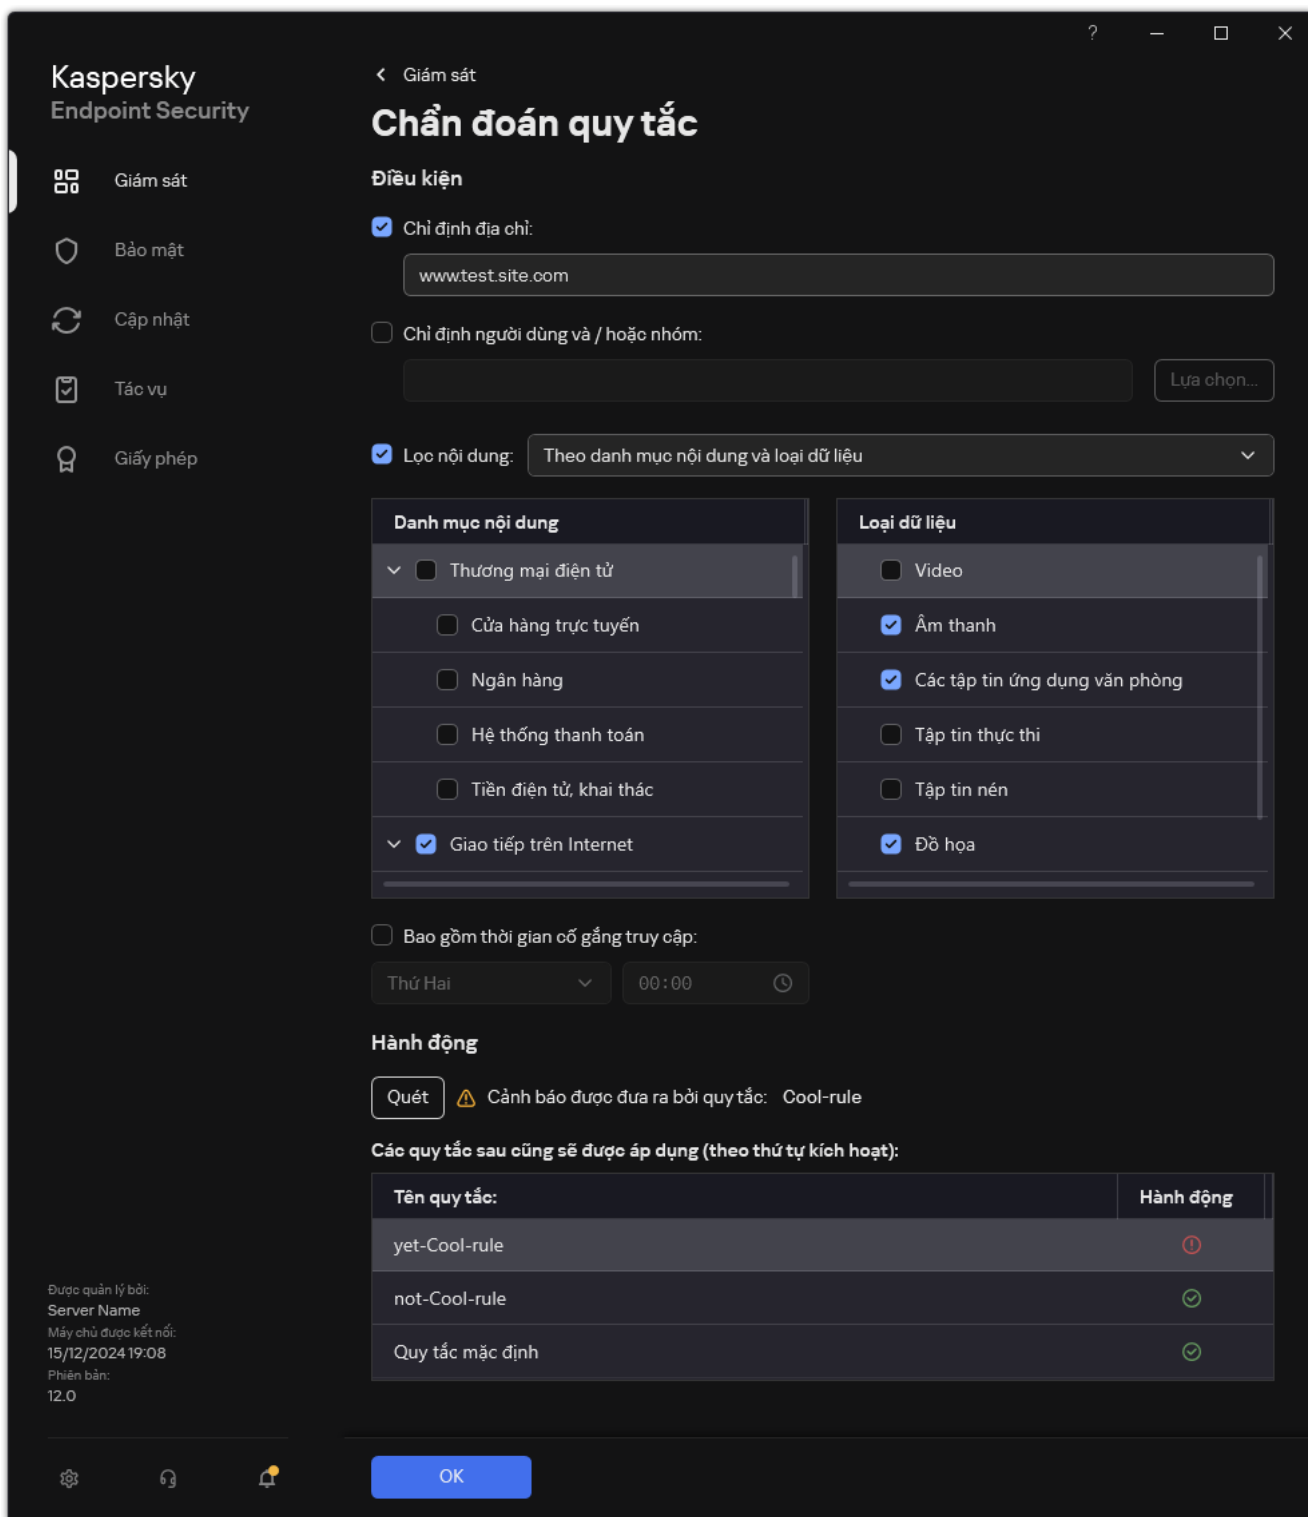 ?
Kaspersky
Endpoint Security
Giám sát
Bảo mật
Cập nhật
Tác vụ
Giấy phép
Được quản lý bởi:
Server Name
Máy chủ được kết nối:
15/12/2024 19:08
Phiên bản:
12.0
Giám sát
Chẩn đoán quy tắc
Điều kiện
Chỉ định địa chỉ:
www.test.site.com
Chỉ định người dùng và / hoặc nhóm:
Lựa chọn...
Lọc nội dung: Theo danh mục nội dung và loại dữ liệu
Danh mục nội dung
Thương mại điện tử
Cửa hàng trực tuyến
Ngân hàng
Hệ thống thanh toán
Tiền điện tử, khai thác
Giao tiếp trên Internet
Loại dữ liệu
Video
Âm thanh
Các tập tin ứng dụng văn phòng
Tập tin thực thi
Tập tin nén
Đồ họa
Bao gồm thời gian cố gắng truy cập:
Thứ Hai 00:00
Hành động
Quét Cảnh báo được đưa ra bởi quy tắc: Cool-rule
Các quy tắc sau cũng sẽ được áp dụng (theo thứ tự kích hoạt):
Tên quy tắc: Hành động
yet-Cool-rule
not-Cool-rule
Quy tắc mặc định
OK